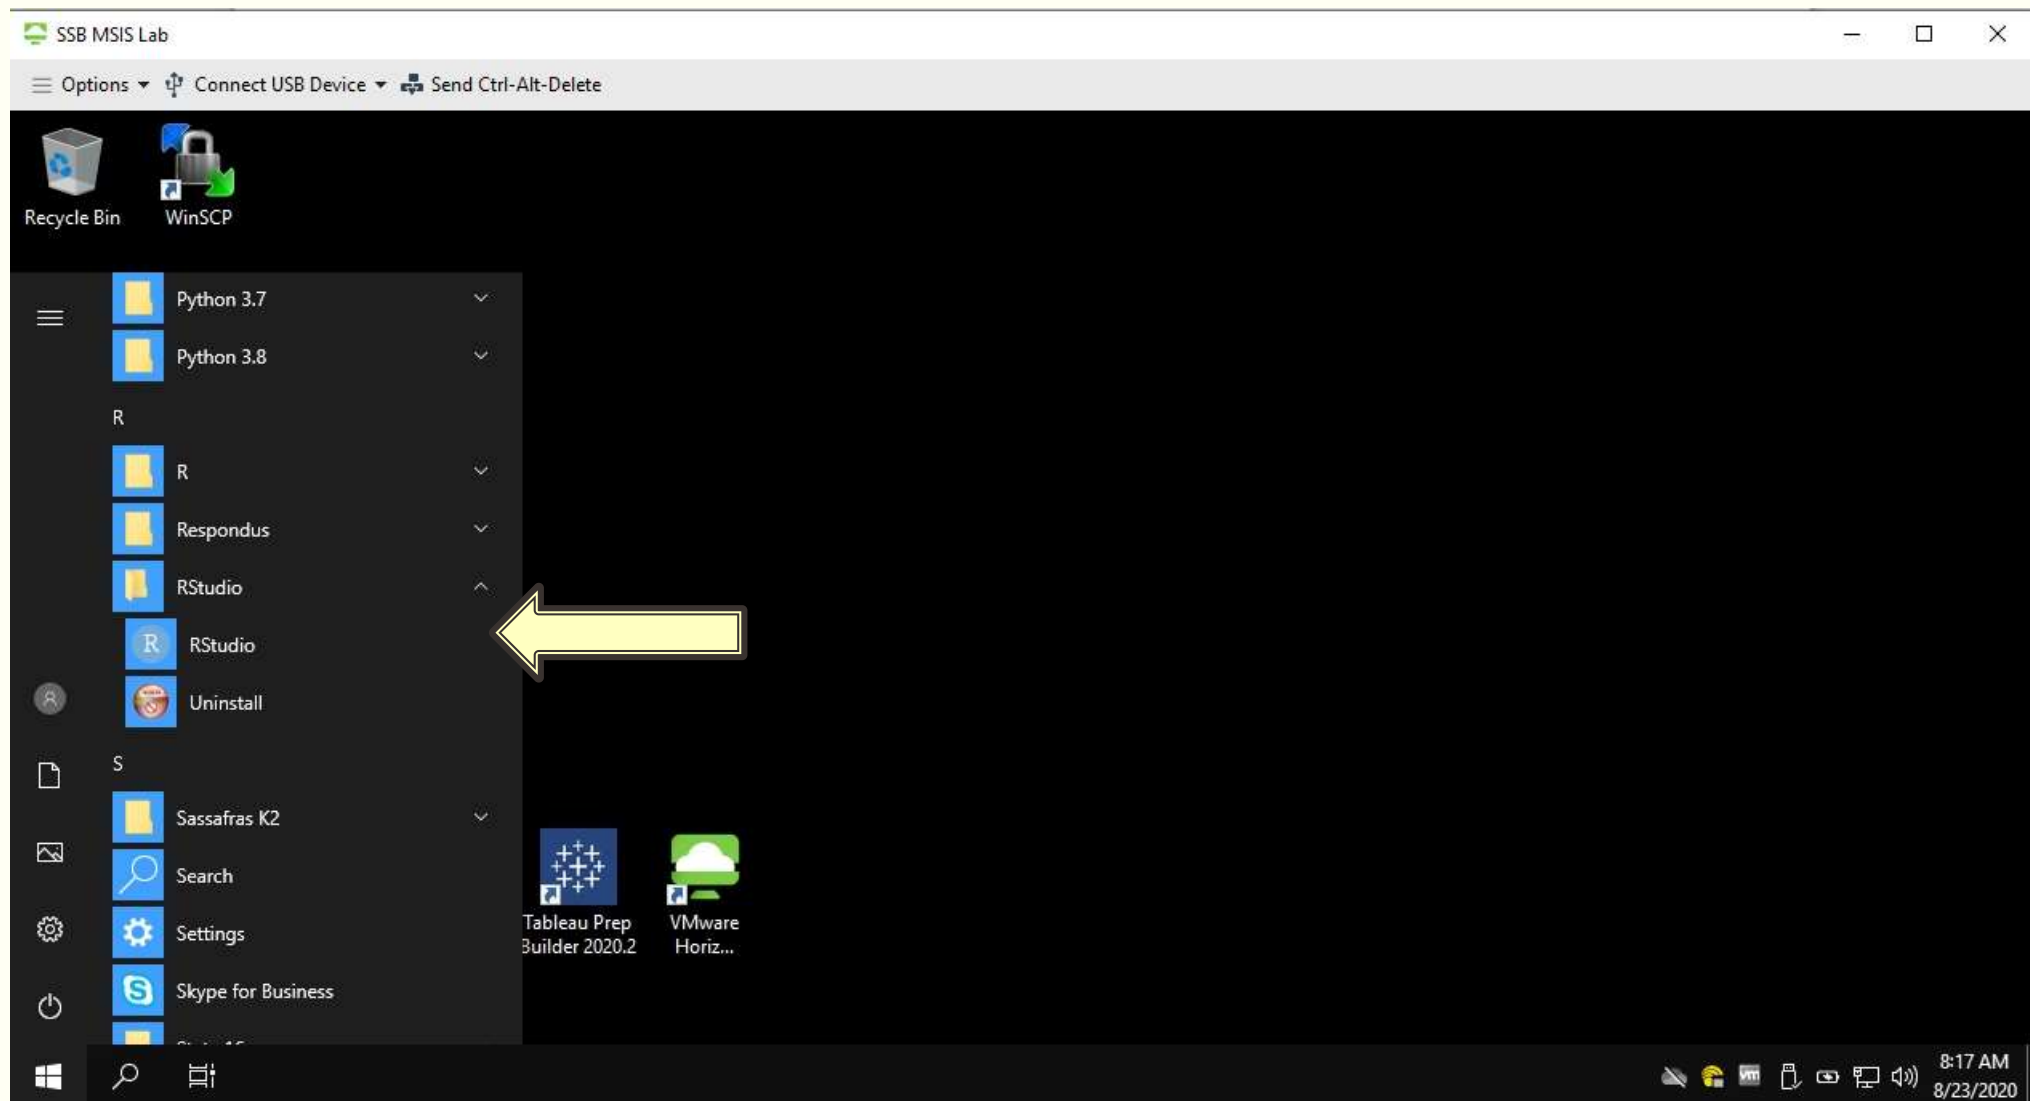 SSB MSIS Lab
Options
Connect USB Device
Send Ctrl-Alt-Delete
Recycle Bin
WinSCP
Python 3.7
Python 3.8
R
R
Respondus
RStudio
RStudio
Uninstall
S
Sassafras K2
Search
Settings
Skype for Business
Tableau Prep
Builder 2020.2
VMware
Horiz...
vm
8:17 AM
8/23/2020